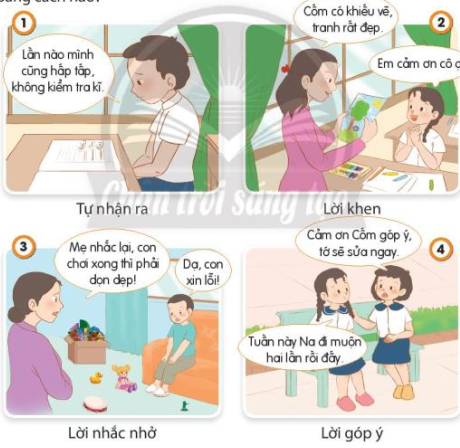 sáng cách nào?
1
Lần nào mình
cũng hấp tấp,
không kiểm tra kĩ.
Tự nhận ra
2
Cốm có khiếu vẽ,
tranh rất đẹp.
Em cảm ơn cô ạ
Lời khen
Chân trời sáng tạo
3
Mẹ nhắc lại, con
chơi xong thì phải
dọn dẹp!
Dạ, con
xin lỗi!
Lời nhắc nhở
4
Cảm ơn Cốm góp ý,
tớ sẽ sửa ngay.
Tuần này Na đi muộn
hai lần rồi đấy.
Lời góp ý